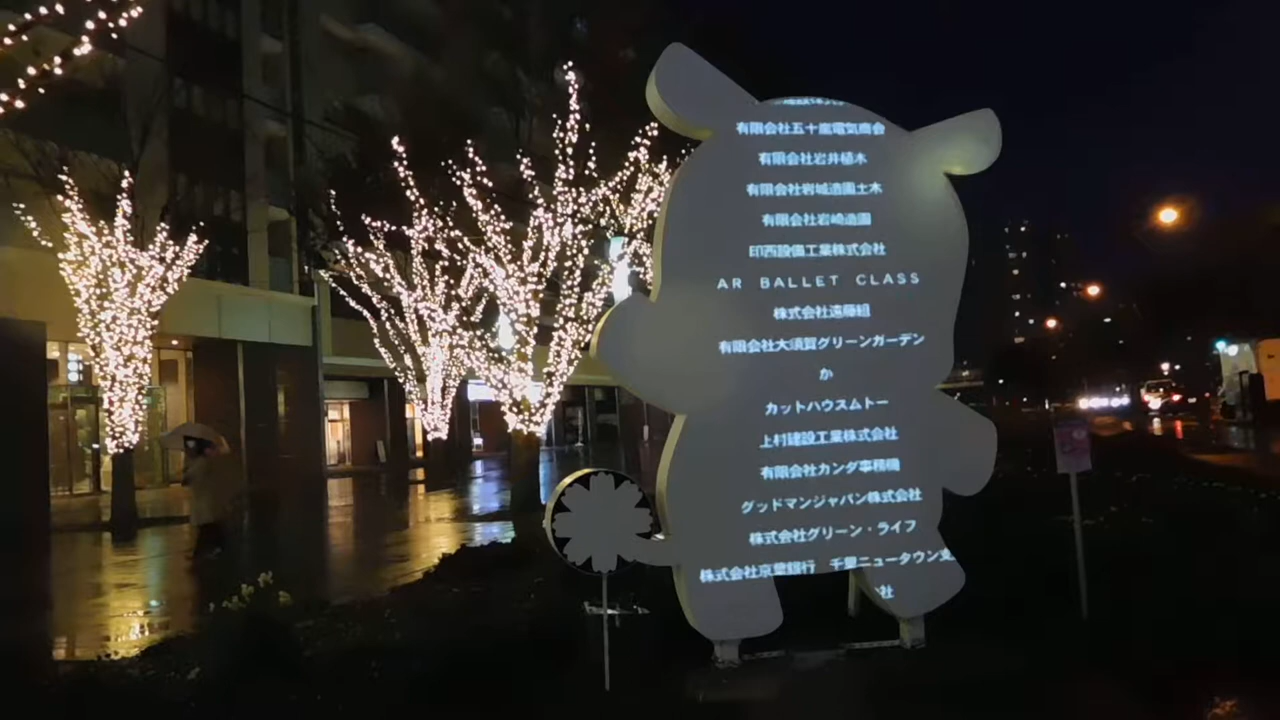 有限会社五十嵐電気商会
有限会社岩井植木
有限会社岩城造園土木
有限会社岩崎造園
印西設備工業株式会社
AR BALLET CLASS
株式会社遠藤組
有限会社大須賀グリーンガーデン
か
カットハウスムトー
上村建設工業株式会社
有限会社カンダ事務機
グッドマンジャパン株式会社
株式会社グリーン・ライフ
株式会社京葉銀行　千葉ニュータウン支
社